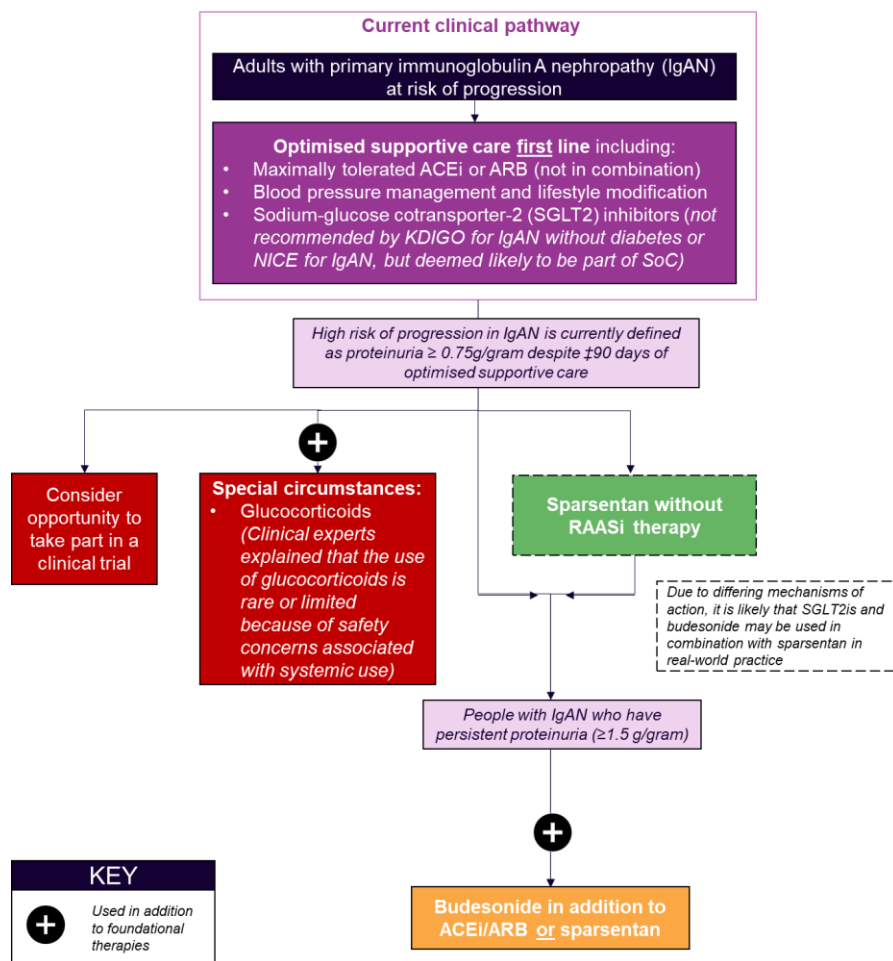 Current clinical pathway
Adults with primary immunoglobulin A nephropathy (IgAN)
at risk of progression
Optimised supportive care first line including:
• Maximally tolerated ACEi or ARB (not in combination)
• Blood pressure management and lifestyle modification
• Sodium-glucose cotransporter-2 (SGLT2) inhibitors (not
recommended by KDIGO for IgAN without diabetes or
NICE for IgAN, but deemed likely to be part of SoC)
High risk of progression in IgAN is currently defined
as proteinuria ≥ 0.75g/gram despite ‡90 days of
optimised supportive care
+
Consider
opportunity to
take part in a
clinical trial
Special circumstances:
• Glucocorticoids
(Clinical experts
explained that the use
of glucocorticoids is
rare or limited
because of safety
concerns associated
with systemic use)
Sparsentan without
RAASi therapy
Due to differing mechanisms of
action, it is likely that SGLT2is and
budesonide may be used in
combination with sparsentan in
real-world practice
People with IgAN who have
persistent proteinuria (≥1.5 g/gram)
+
Budesonide in addition to
ACEi/ARB or sparsentan
KEY
+
Used in addition
to foundational
therapies